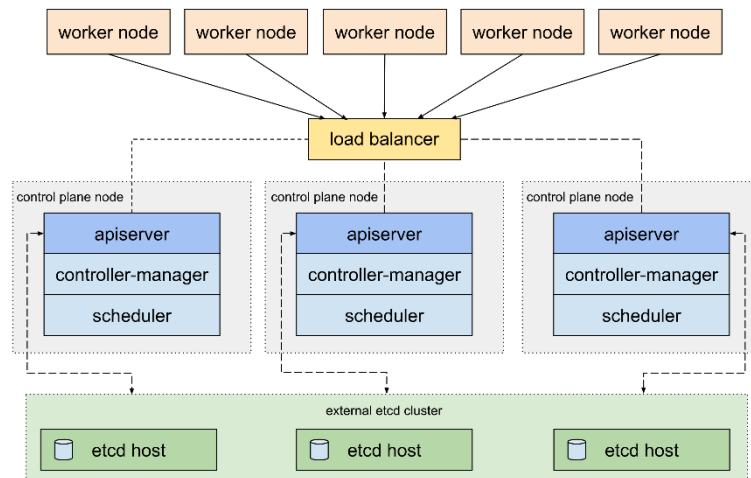 worker node
worker node
worker node
worker node
worker node
load balancer
control plane node
control plane node
control plane node
apiserver
apiserver
apiserver
controller-manager
controller-manager
controller-manager
scheduler
scheduler
scheduler
external etcd cluster
etcd host
etcd host
etcd host